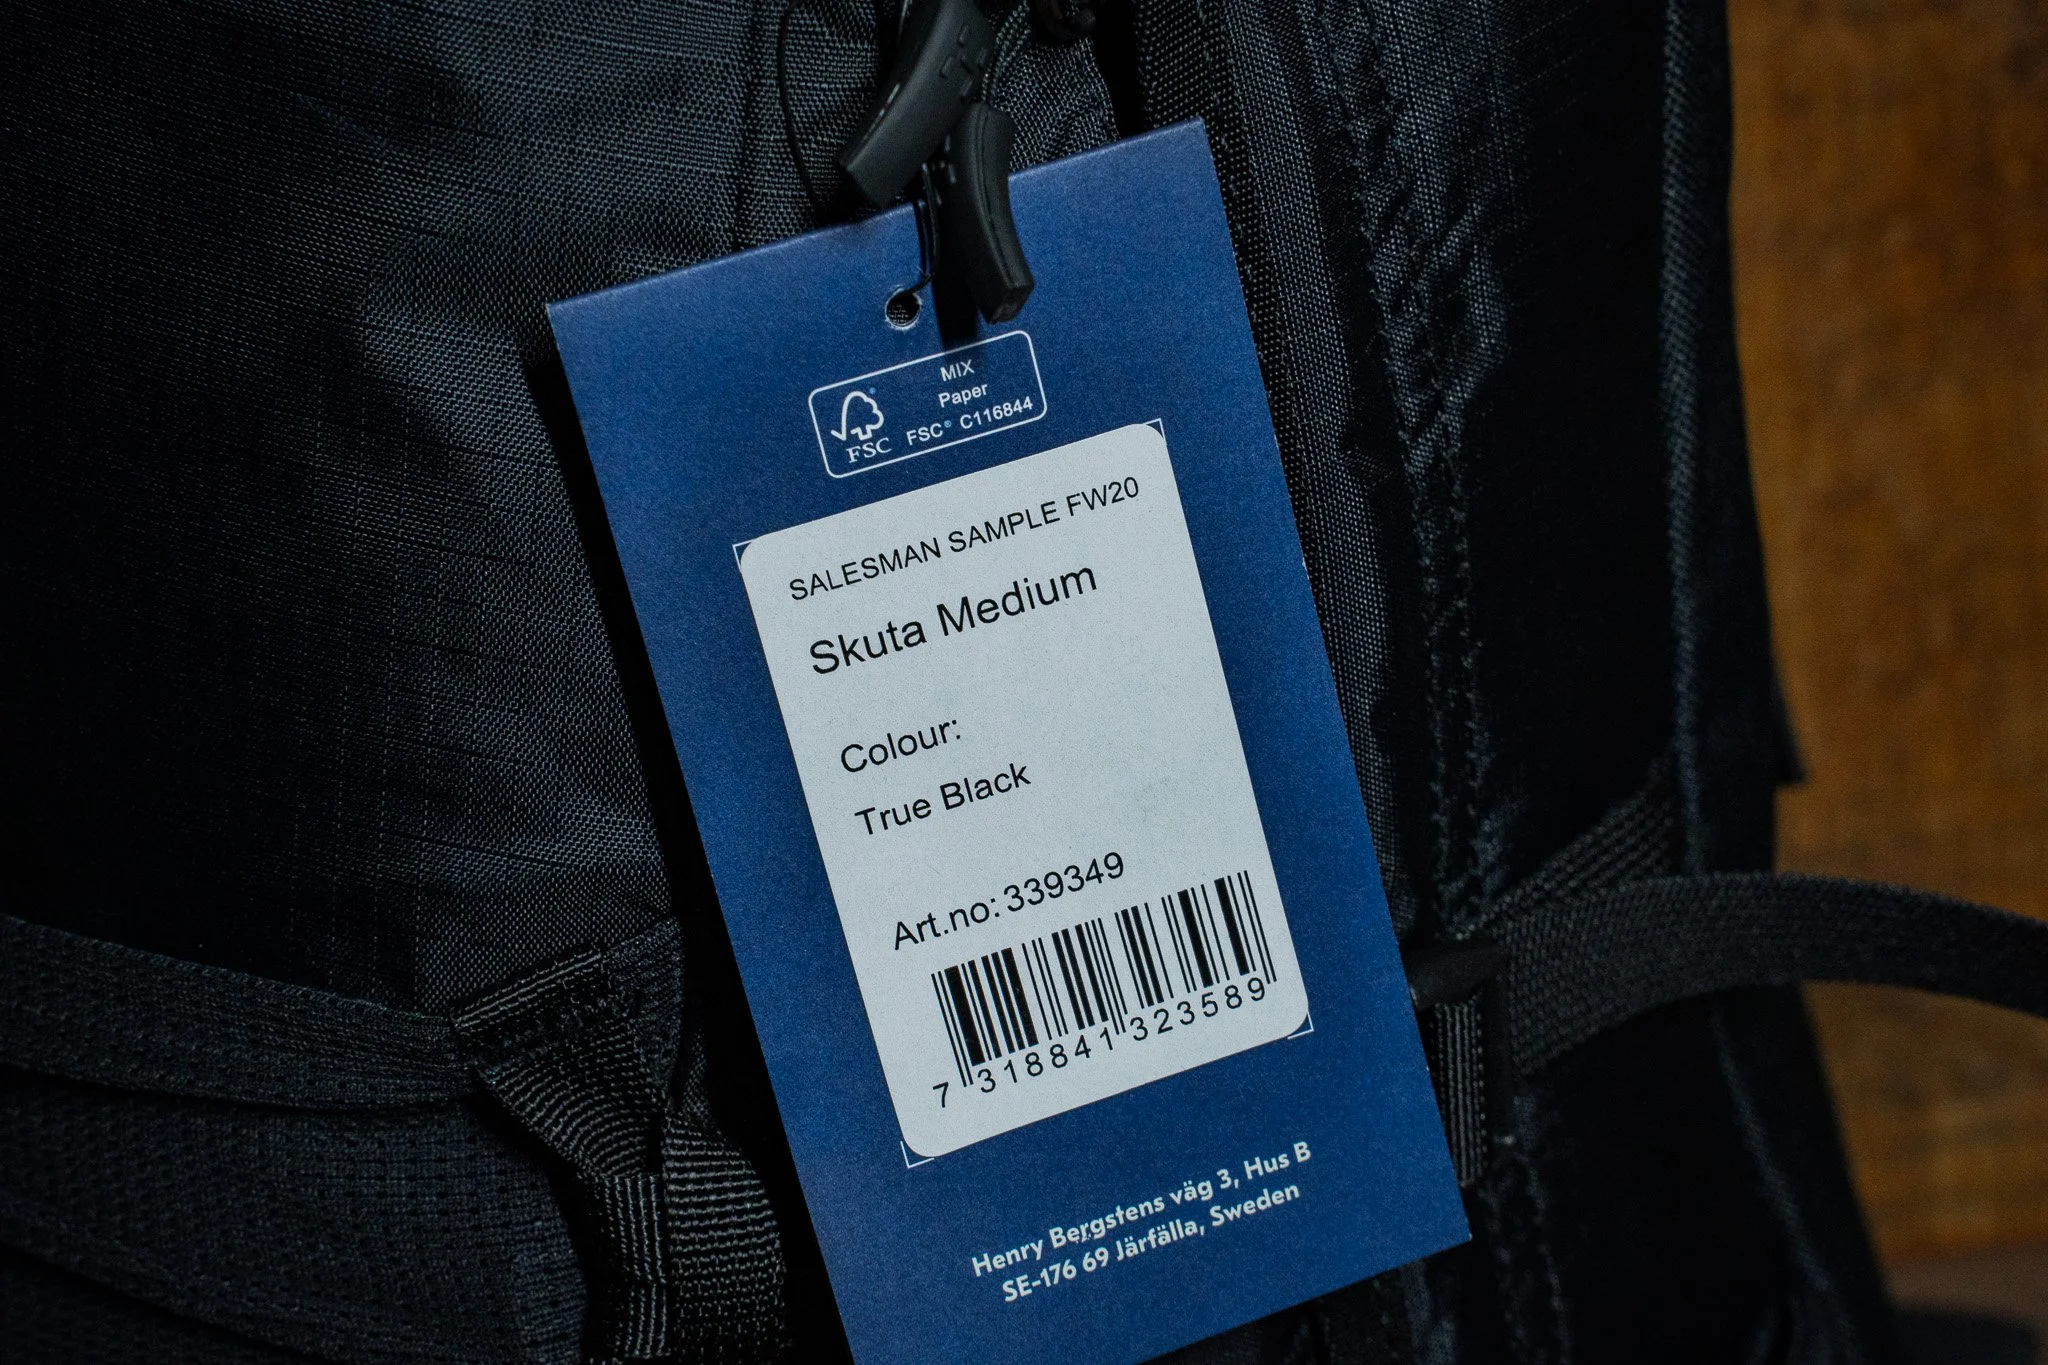 MIX
Paper
FSC® C116844
FSC
SALESMAN SAMPLE FW20
Skuta Medium
Colour:
True Black
Art.no: 339349
7 318841 323589
Henry Bergstens väg 3, Hus B
SE-176 69 Järfälla, Sweden